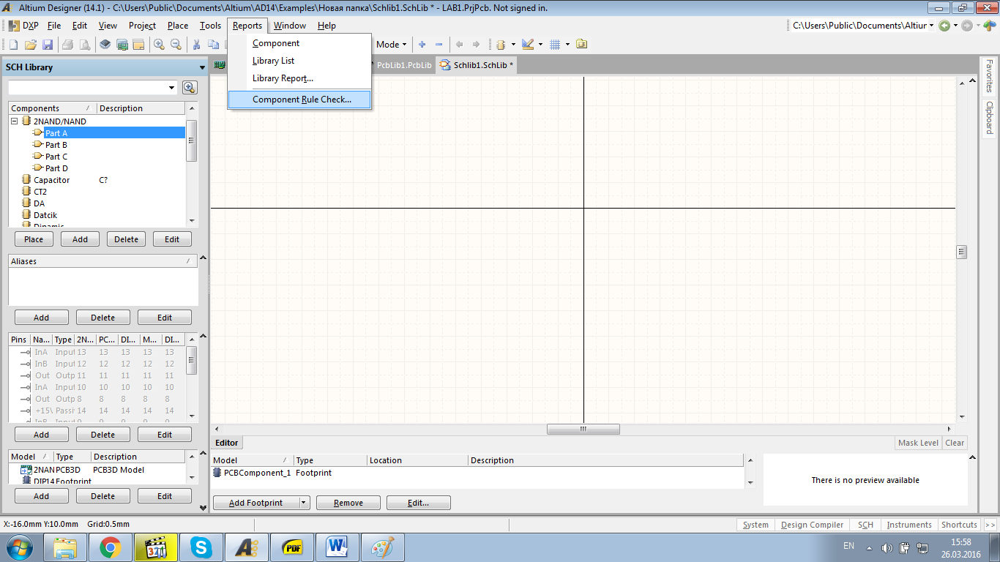 Altium Designer (14.1) - C:\Users\Public\Documents\Altium\AD14\Examples\Новая папка\Schlib1.SchLib * - LAB1.PrjPcb. Not signed in.
DXP File Edit View Project Place Tools Reports Window Help C:\Users\Public\Documents\Altiur
Mode
Component
Library List
Library Report...
Component Rule Check...
PcbLib1.PcbLib Schlib1.SchLib *
SCH Library
Components Description
2NAND/NAND
Part A
Part B
Part C
Part D
Capacitor C?
CT2
DA
Datcik
Dinamic
Place Add Delete Edit
Aliases
Add Delete Edit
Pins Na... Type 2N... PC... DI... M... DI...
InA Input 13 13 13 13 13
InB Input 12 12 12 12 12
Out Outp 11 11 11 11 11
InA Input 10 10 10 10 10
Out Outp 8 8 8 8 8
+15\ Passi 14 14 14 14 14
InB Input 9 9 9 9 9
Add Delete Edit
Model Type Description
2NAN PCB3D PCB3D Model
DIP14 Footprint
Add Delete Edit
Editor
Mask Level Clear
Model Type Location Description
PCBComponent_1 Footprint
There is no preview available
Add Footprint Remove Edit...
X:-16.0mm Y:10.0mm Grid:0.5mm
System Design Compiler SCH Instruments Shortcuts >>
Favorites
Clipboard
321
PDF
EN
15:58
26.03.2016